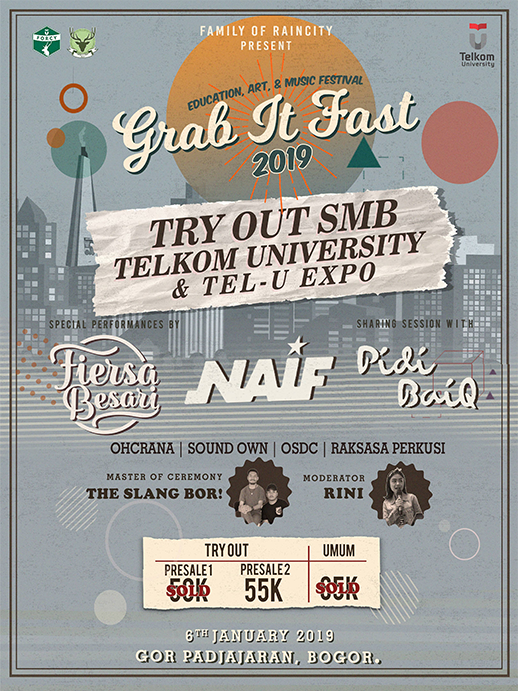 FORCY
FAMILY OF RAINCITY
PRESENT
Telkom
University
EDUCATION, ART, & MUSIC FESTIVAL
Grab It Fast
2019
TRY OUT SMB
TELKOM UNIVERSITY
& TEL-U EXPO
SPECIAL PERFORMANCES BY
SHARING SESSION WITH
Fiersa
Besari
NAIF
Pidi
BaiQ
OHCRANA | SOUND OWN | OSDC | RAKSASA PERKUSI
MASTER OF CEREMONY
THE SLANG BOR!
MODERATOR
RINI
TRY OUT
UMUM
PRESALE 1
PRESALE 2
SOLD
55K
SOLD
6TH JANUARY 2019
GOR PADJAJARAN, BOGOR.